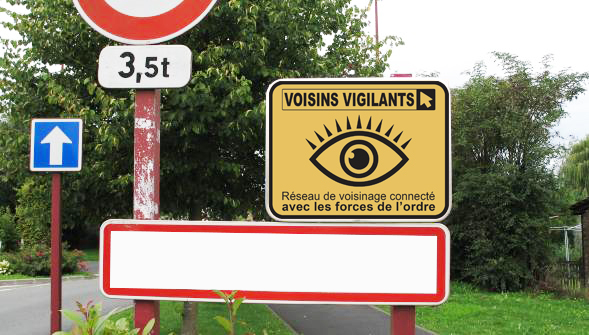 3,5t
VOISINS VIGILANTS
Réseau de voisinage connecté
avec les forces de l'ordre